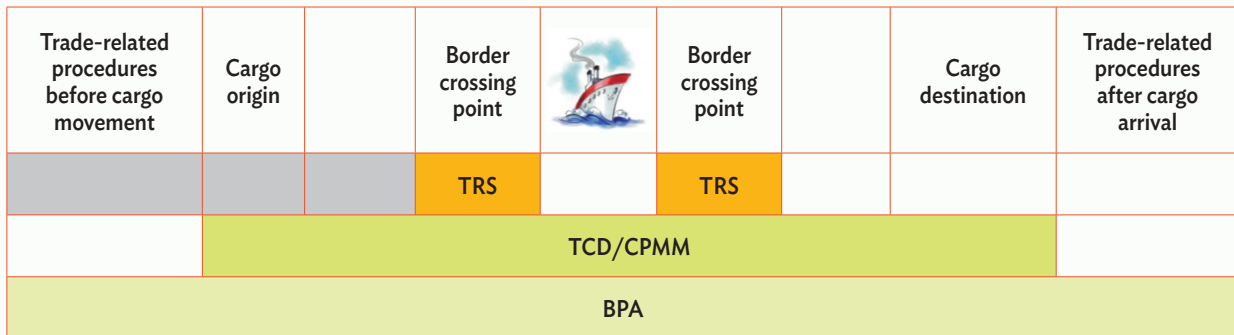 Trade-related
procedures
before cargo
movement
Cargo
origin
Border
crossing
point
Border
crossing
point
Cargo
destination
Trade-related
procedures
after cargo
arrival
TRS
TRS
TCD/CPMM
BPA